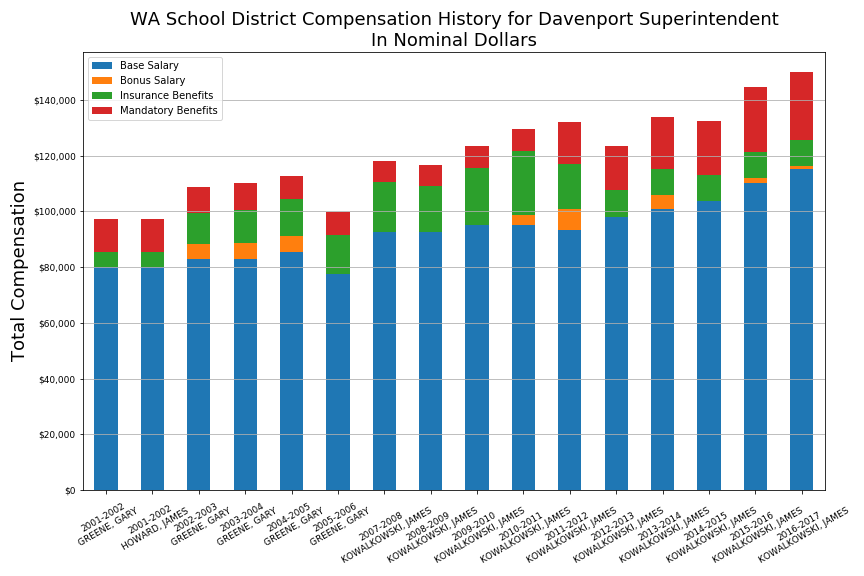 WA School District Compensation History for Davenport Superintendent
In Nominal Dollars
Base Salary
Bonus Salary
Insurance Benefits
Mandatory Benefits
Total Compensation
$140,000
$120,000
$100,000
$80,000
$60,000
$40,000
$20,000
$0
2001-2002
GREENE, GARY
2001-2002
HOWARD, JAMES
2002-2003
GREENE, GARY
2003-2004
GREENE, GARY
2004-2005
GREENE, GARY
2005-2006
GREENE, GARY
2007-2008
KOWALKOWSKI, JAMES
2008-2009
KOWALKOWSKI, JAMES
2009-2010
KOWALKOWSKI, JAMES
2010-2011
KOWALKOWSKI, JAMES
2011-2012
KOWALKOWSKI, JAMES
2012-2013
KOWALKOWSKI, JAMES
2013-2014
KOWALKOWSKI, JAMES
2014-2015
KOWALKOWSKI, JAMES
2015-2016
KOWALKOWSKI, JAMES
2016-2017
KOWALKOWSKI, JAMES